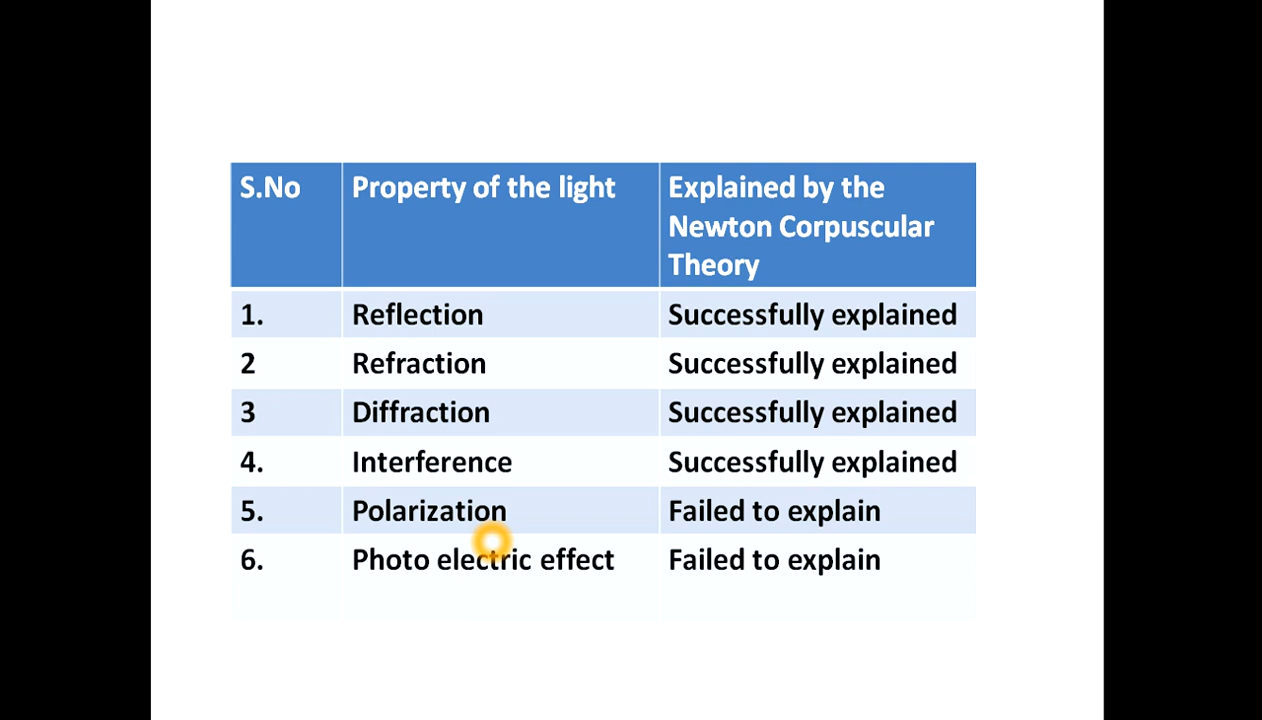 S.No Property of the light Explained by the
Newton Corpuscular
Theory
1. Reflection Successfully explained
2 Refraction Successfully explained
3 Diffraction Successfully explained
4. Interference Successfully explained
5. Polarization Failed to explain
6. Photo electric effect Failed to explain